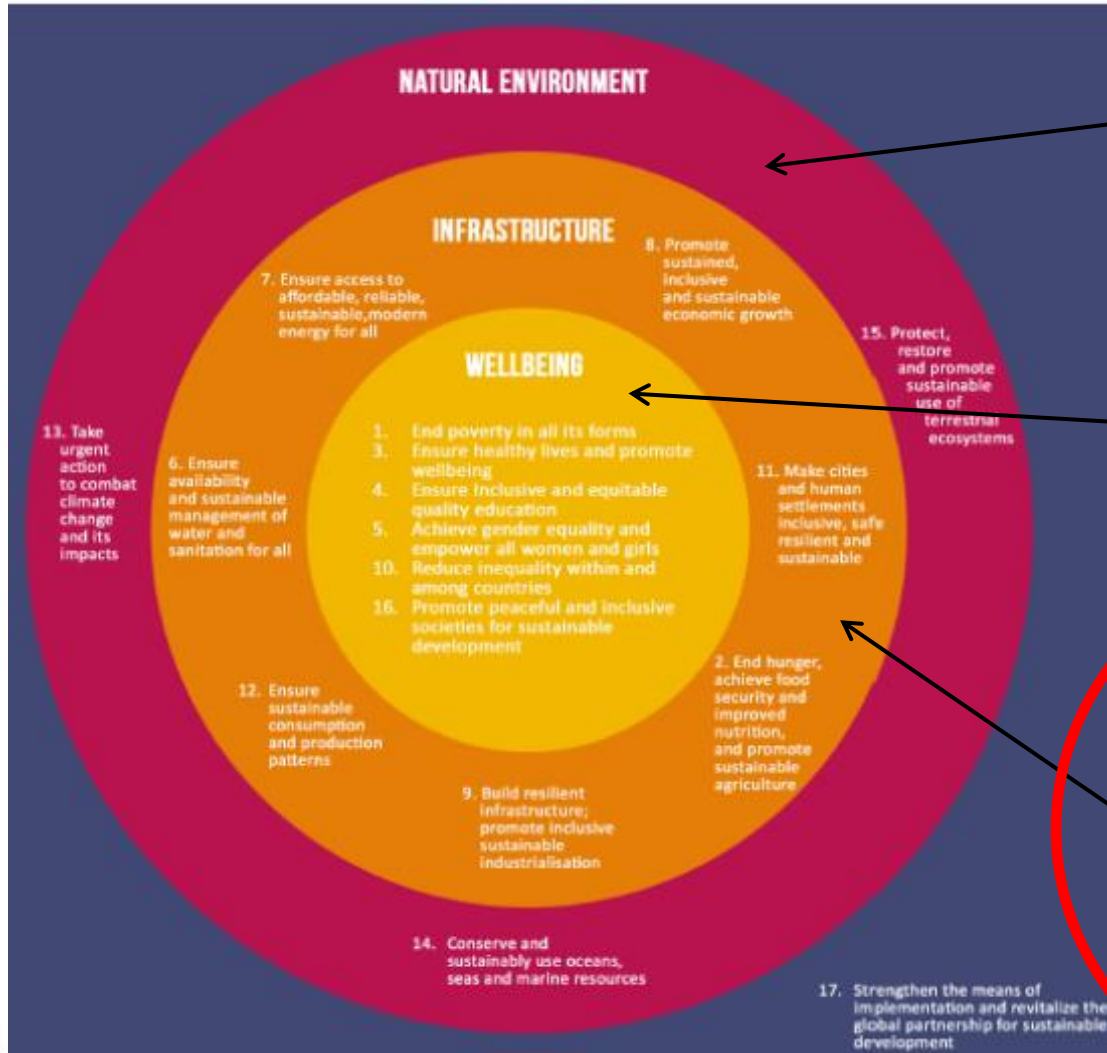 NATURAL ENVIRONMENT
INFRASTRUCTURE
7. Ensure access to
affordable, reliable,
sustainable,modern
energy for all
8. Promote
sustained,
inclusive
and sustainable
economic growth
WELLBEING
1. End poverty in all its forms
3. Ensure healthy lives and promote
wellbeing
4. Ensure inclusive and equitable
quality education
5. Achieve gender equality and
empower all women and girls
10. Reduce inequality within and
among countries
16. Promote peaceful and inclusive
societies for sustainable
development
15. Protect,
restore
and promote
sustainable
use of
terrestrial
ecosystems
13. Take
urgent
action
to combat
climate
change
and its
impacts
6. Ensure
availability
and sustainable
management of
water and
sanitation for all
11. Make cities
and human
settlements
inclusive, safe
resilient and
sustainable
2. End hunger,
achieve food
security and
improved
nutrition,
and promote
sustainable
agriculture
12. Ensure
sustainable
consumption
and production
patterns
9. Build resilient
infrastructure;
promote inclusive
sustainable
industrialisation
14. Conserve and
sustainably use oceans,
seas and marine resources
17. Strengthen the means of
implementation and revitalize the
global partnership for sustainable
development